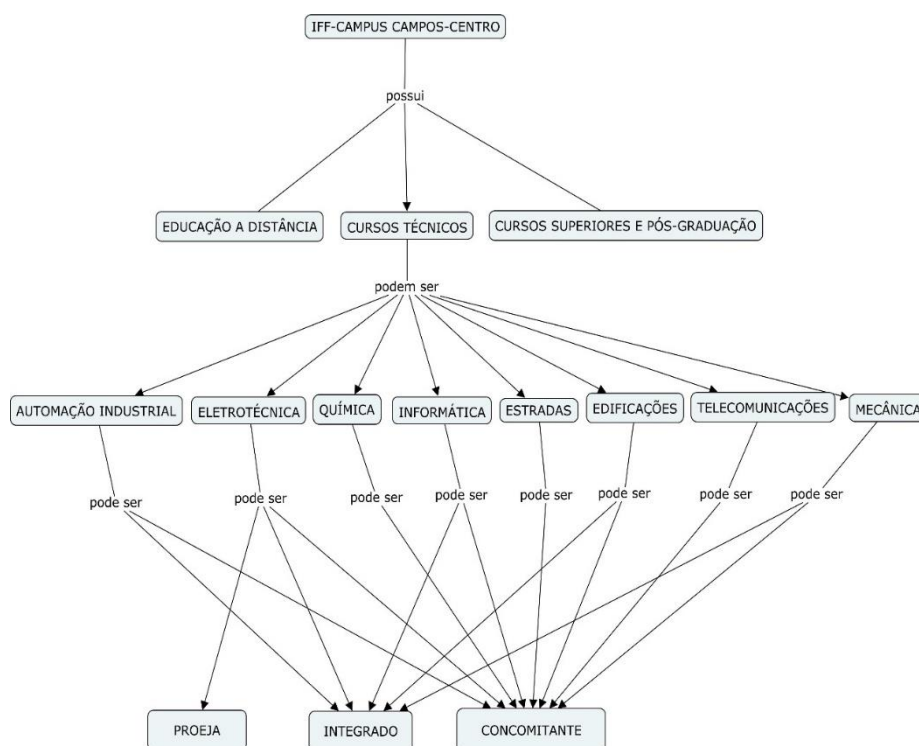 IFF-CAMPUS CAMPOS-CENTRO
possui
EDUCAÇÃO A DISTÂNCIA
CURSOS TÉCNICOS
CURSOS SUPERIORES E PÓS-GRADUAÇÃO
podem ser
AUTOMAÇÃO INDUSTRIAL
ELETROTÉCNICA
QUÍMICA
INFORMÁTICA
ESTRADAS
EDIFICAÇÕES
TELECOMUNICAÇÕES
MECÂNICA
pode ser
pode ser
pode ser
pode ser
pode ser
pode ser
pode ser
pode ser
PROEJA
INTEGRADO
CONCOMITANTE